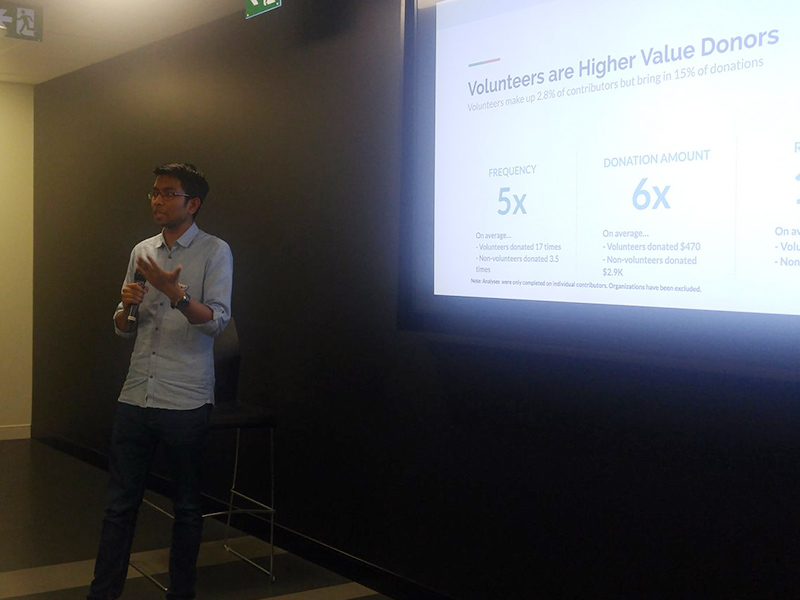 Volunteers are Higher Value Donors
Volunteers make up 2.8% of contributors but bring in 15% of donations
FREQUENCY
5x
On average...
- Volunteers donated 17 times
- Non-volunteers donated 3.5
times
DONATION AMOUNT
6x
On average...
- Volunteers donated $470
- Non-volunteers donated
$2.9K
R
On av
- Volu
- Non
Note: Analyses were only completed on individual contributors. Organizations have been excluded.